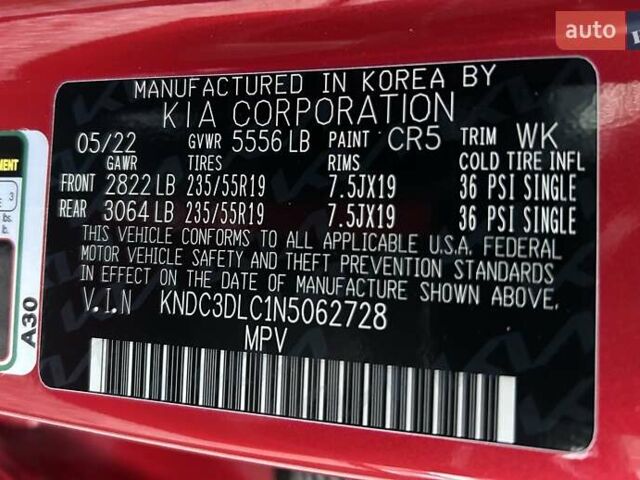 auto
MANUFACTURED IN KOREA BY
KIA CORPORATION
05/22 GVWR 5556 LB PAINT CR5 TRIM WK
GAWR TIRES RIMS COLD TIRE INFL
FRONT 2822 LB 235/55R19 7.5JX19 36 PSI SINGLE
REAR 3064 LB 235/55R19 7.5JX19 36 PSI SINGLE
THIS VEHICLE CONFORMS TO ALL APPLICABLE U.S.A. FEDERAL
MOTOR VEHICLE SAFETY AND THEFT PREVENTION STANDARDS
IN EFFECT ON THE DATE OF MANUFACTURE SHOWN ABOVE.
V.I.N KNDC3DLC1N5062728
MPV
A30
3
lbs.
lb.